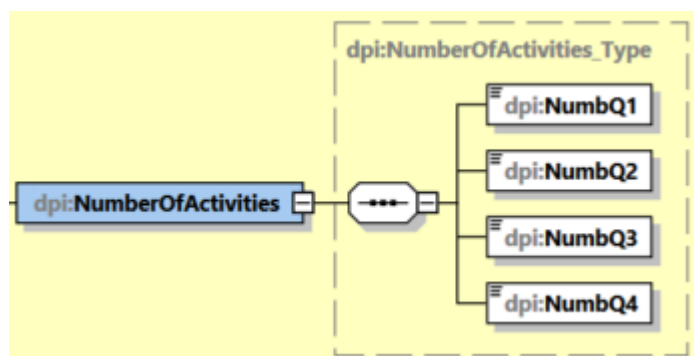 dpi:NumberOfActivities_Type
dpi:NumbQ1
dpi:NumbQ2
dpi:NumberOfActivities
dpi:NumbQ3
dpi:NumbQ4